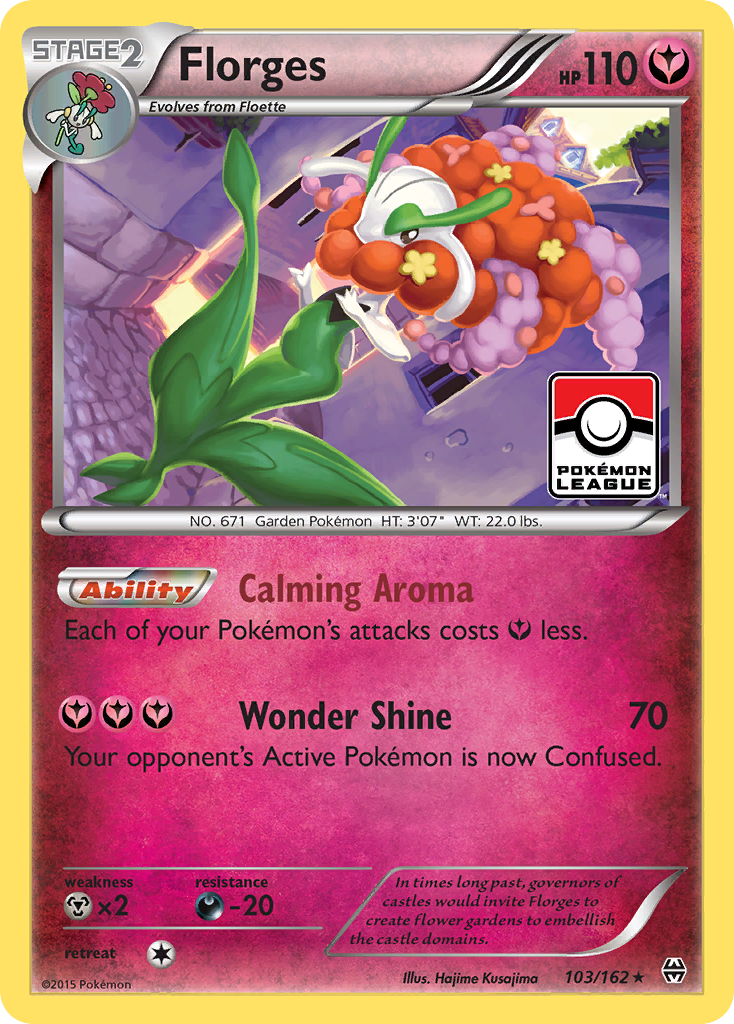 STAGE2
Florges
HP110
Evolves from Floette
POKÉMON
LEAGUE
™
NO. 671 Garden Pokémon HT: 3'07" WT: 22.0 lbs.
Ability Calming Aroma
Each of your Pokémon's attacks costs less.
Wonder Shine 70
Your opponent's Active Pokémon is now Confused.
weakness resistance
×2 -20
retreat
In times long past, governors of
castles would invite Florges to
create flower gardens to embellish
the castle domains.
©2015 Pokémon
Illus. Hajime Kusajima
103/162 ★